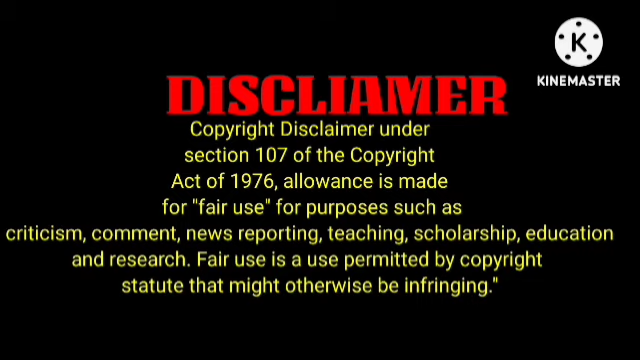 K
KINEMASTER
DISCLIAMER
Copyright Disclaimer under
section 107 of the Copyright
Act of 1976, allowance is made
for "fair use" for purposes such as
criticism, comment, news reporting, teaching, scholarship, education
and research. Fair use is a use permitted by copyright
statute that might otherwise be infringing."